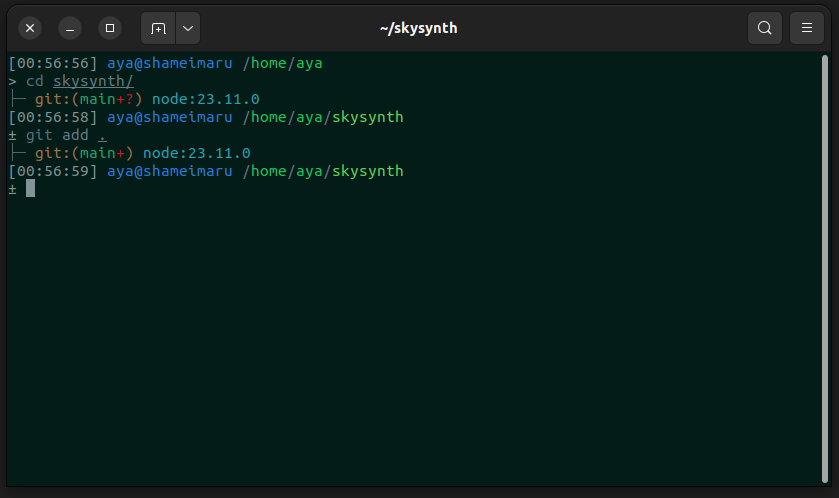 ~/skysynth
[00:56:56] aya@shameimaru /home/aya
> cd skysynth/
├─ git:(main+?) node:23.11.0
[00:56:58] aya@shameimaru /home/aya/skysynth
± git add .
├─ git:(main+) node:23.11.0
[00:56:59] aya@shameimaru /home/aya/skysynth
±